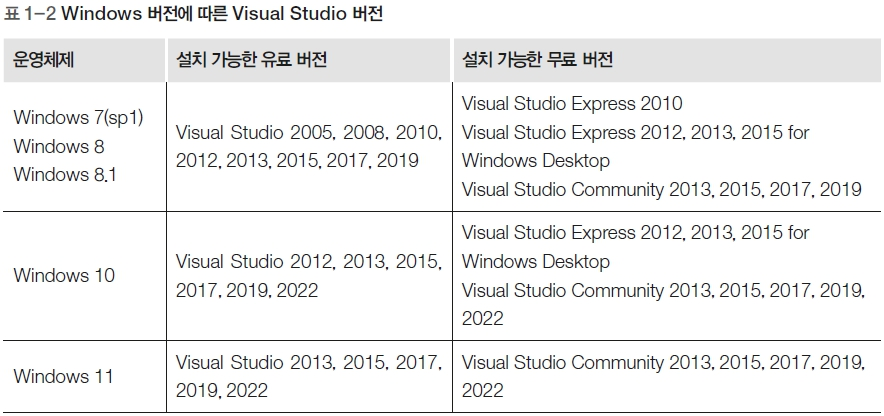 표 1-2 Windows 버전에 따른 Visual Studio 버전
운영체제
설치 가능한 유료 버전
설치 가능한 무료 버전
Windows 7(sp1)
Windows 8
Windows 8.1
Visual Studio 2005, 2008, 2010,
2012, 2013, 2015, 2017, 2019
Visual Studio Express 2010
Visual Studio Express 2012, 2013, 2015 for
Windows Desktop
Visual Studio Community 2013, 2015, 2017, 2019
Windows 10
Visual Studio 2012, 2013, 2015,
2017, 2019, 2022
Visual Studio Express 2012, 2013, 2015 for
Windows Desktop
Visual Studio Community 2013, 2015, 2017, 2019,
2022
Windows 11
Visual Studio 2013, 2015, 2017,
2019, 2022
Visual Studio Community 2013, 2015, 2017, 2019,
2022